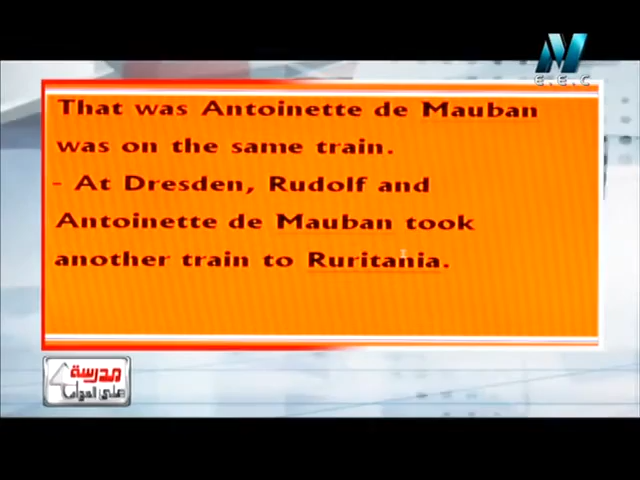 M
E.E.C
That was Antoinette de Mauban
was on the same train.
- At Dresden, Rudolf and
Antoinette de Mauban took
another train to Ruritania.
مدرسة
على الهواء